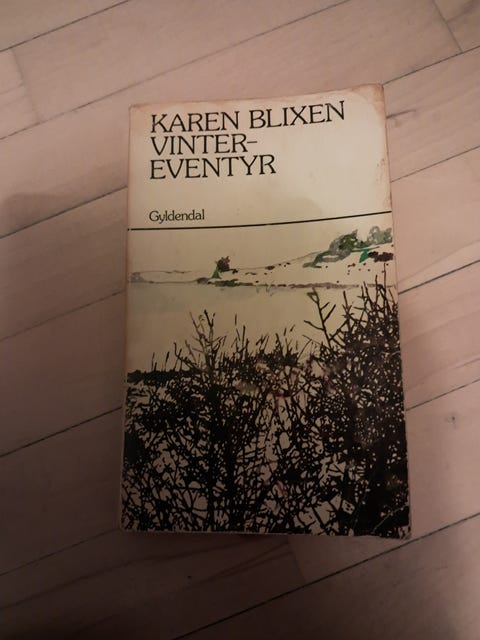 KAREN BLIXEN
VINTER-
EVENTYR
Gyldendal